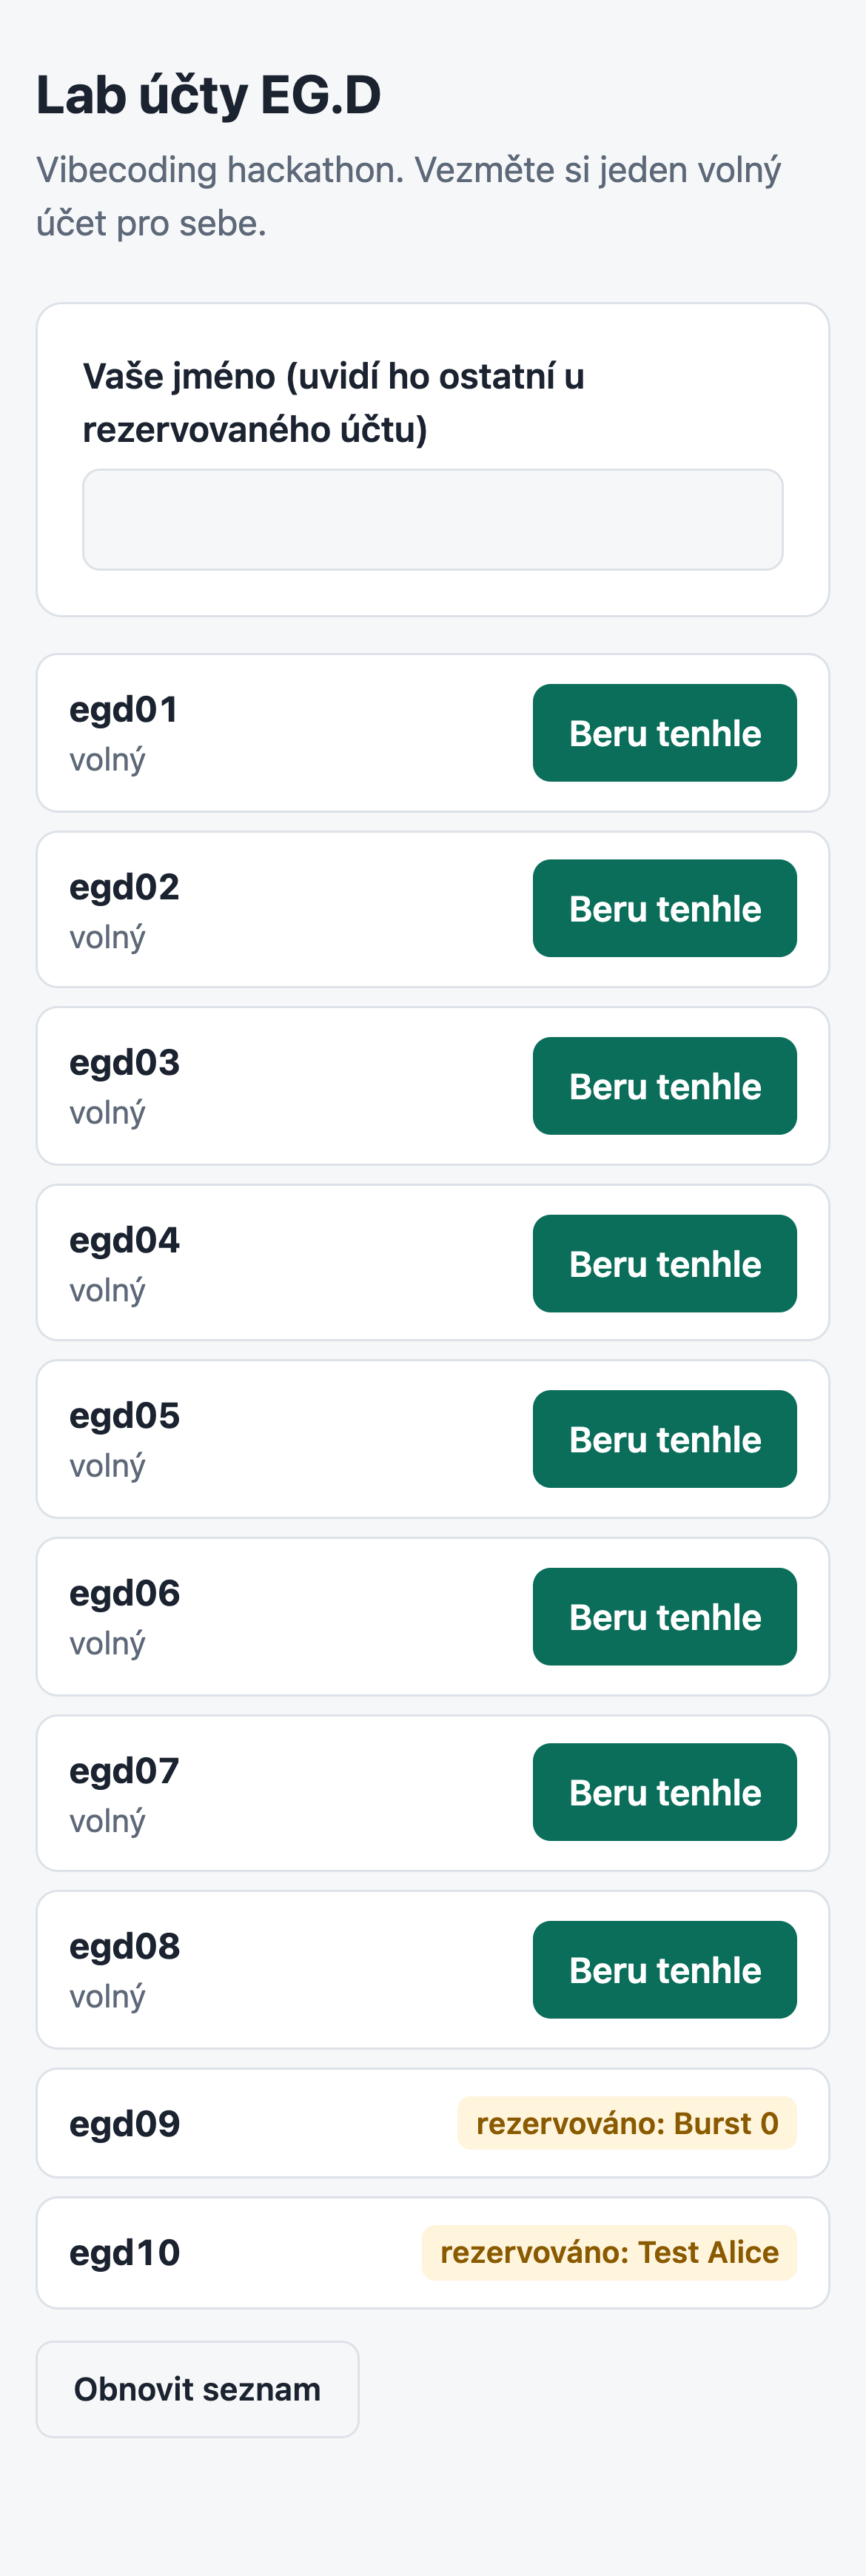 Lab účty EG.D
Vibecoding hackathon. Vezměte si jeden volný
účet pro sebe.
Vaše jméno (uvidí ho ostatní u
rezervovaného účtu)
egd01
volný
Beru tenhle
egd02
volný
Beru tenhle
egd03
volný
Beru tenhle
egd04
volný
Beru tenhle
egd05
volný
Beru tenhle
egd06
volný
Beru tenhle
egd07
volný
Beru tenhle
egd08
volný
Beru tenhle
egd09
rezervováno: Burst 0
egd10
rezervováno: Test Alice
Obnovit seznam